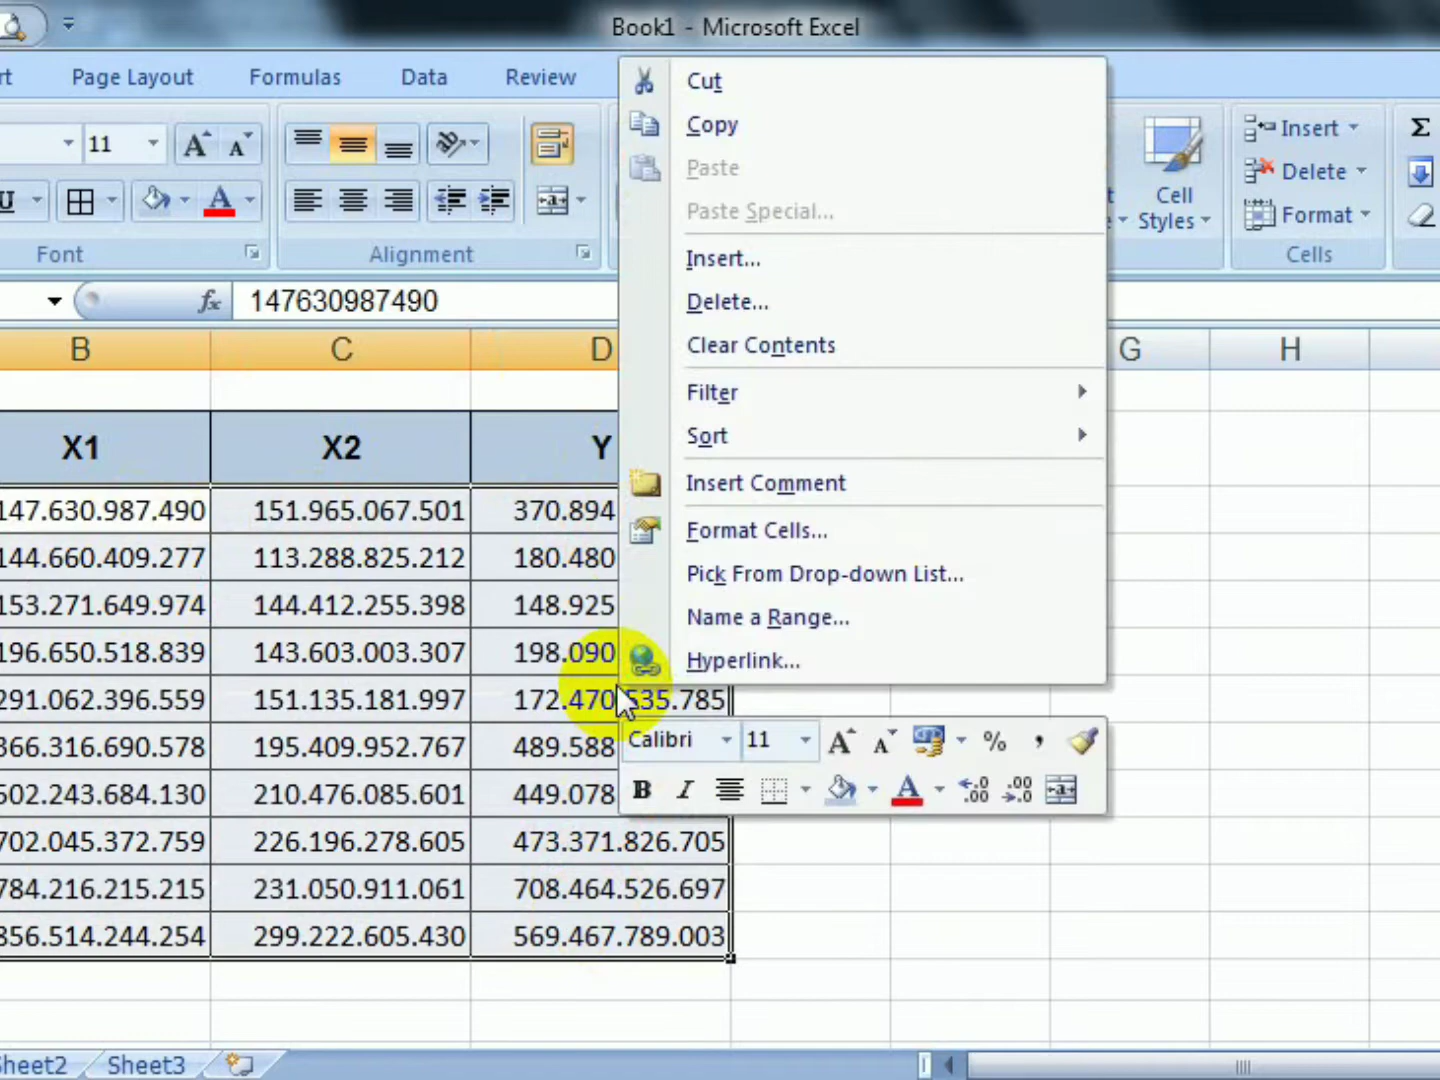 Book1 - Microsoft Excel
Page Layout Formulas Data Review
11
Font Alignment
Cell
Styles
Insert
Delete
Format
Cells
Σ
fx 147630987490
B C D G H
X1 X2 Y
147.630.987.490 151.965.067.501 370.894
144.660.409.277 113.288.825.212 180.480
153.271.649.974 144.412.255.398 148.925
196.650.518.839 143.603.003.307 198.090
291.062.396.559 151.135.181.997 172.470.535.785
366.316.690.578 195.409.952.767 489.588
502.243.684.130 210.476.085.601 449.078
702.045.372.759 226.196.278.605 473.371.826.705
784.216.215.215 231.050.911.061 708.464.526.697
856.514.244.254 299.222.605.430 569.467.789.003
Cut
Copy
Paste
Paste Special...
Insert...
Delete...
Clear Contents
Filter
Sort
Insert Comment
Format Cells...
Pick From Drop-down List...
Name a Range...
Hyperlink...
Calibri 11 A A % ,
B I A .0 .00 .00 .0
Sheet2 Sheet3